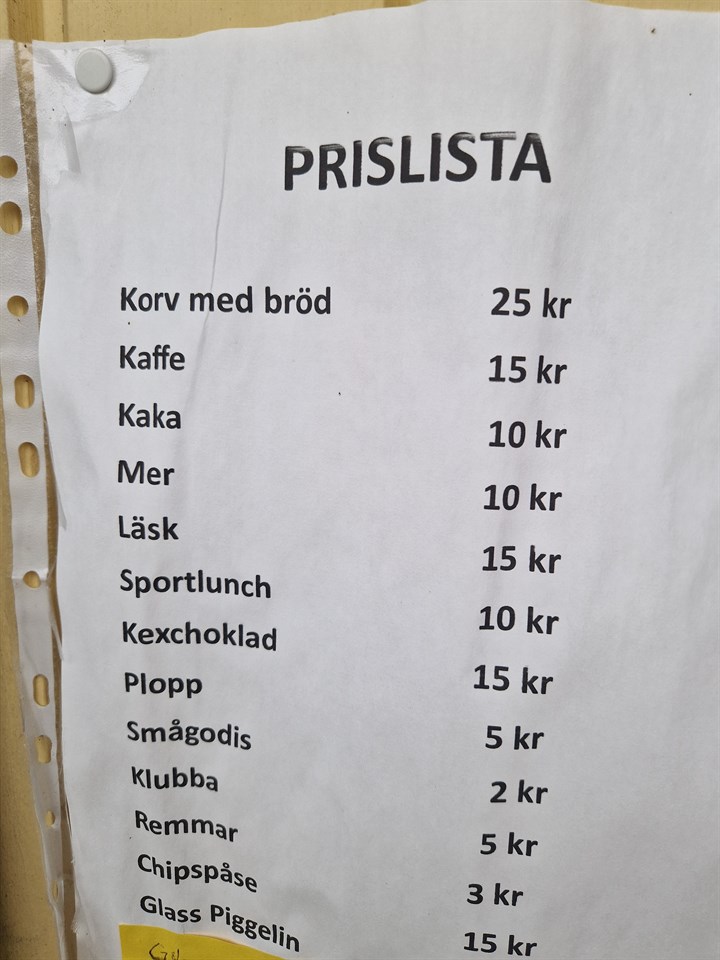 PRISLISTA
Korv med bröd 25 kr
Kaffe 15 kr
Kaka 10 kr
Mer 10 kr
Läsk 15 kr
Sportlunch 10 kr
Kexchoklad 15 kr
Plopp 5 kr
Smågodis 2 kr
Klubba 5 kr
Remmar 3 kr
Chipspåse 15 kr
Glass Piggelin